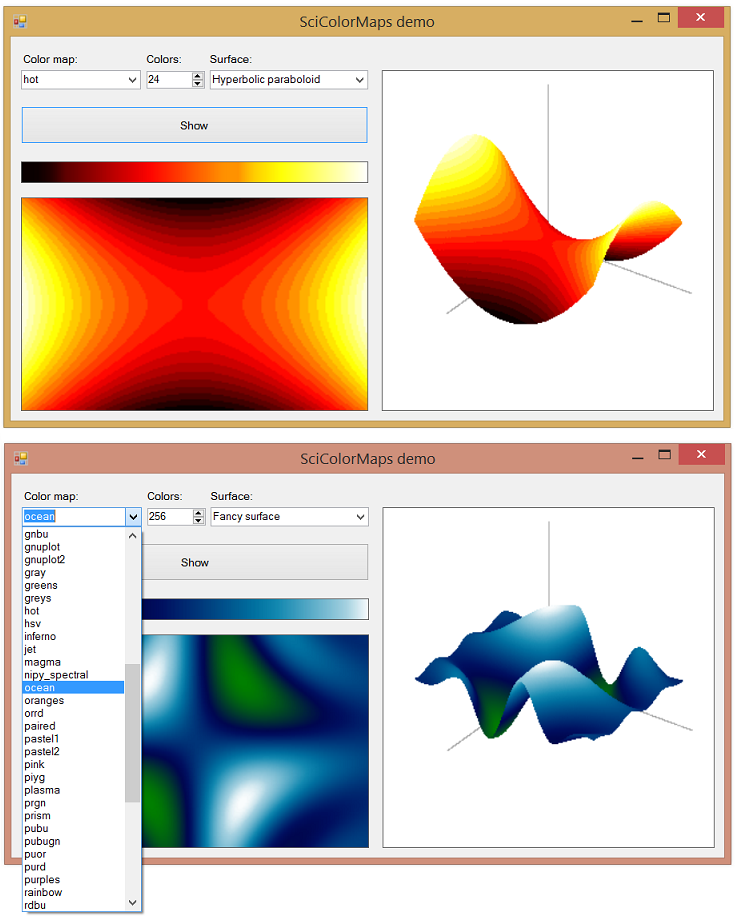 SciColorMaps demo
Color map: Colors: Surface:
hot 24 Hyperbolic paraboloid
Show
SciColorMaps demo
Color map: Colors: Surface:
ocean 256 Fancy surface
gnbu
gnuplot
gnuplot2
Show
gray
greens
greys
hot
hsv
inferno
jet
magma
nipy_spectral
ocean
oranges
orrd
paired
pastel1
pastel2
pink
piyg
plasma
prgn
prism
pubu
pubugn
puor
purd
purples
rainbow
rdbu